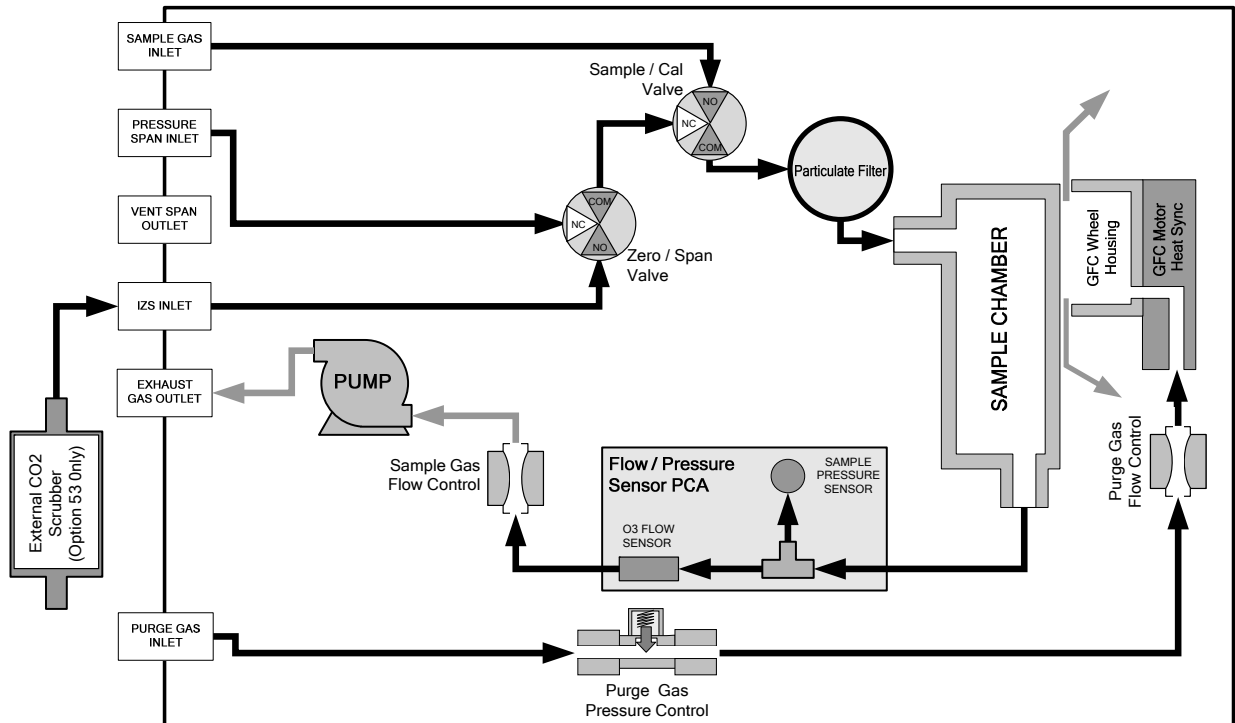 SAMPLE GAS
INLET
Sample / Cal
Valve
NO
NC
COM
PRESSURE
SPAN INLET
Particulate Filter
VENT SPAN
OUTLET
COM
NC
NO
Zero / Span
Valve
SAMPLE CHAMBER
GFC Wheel
Housing
GFC Motor
Heat Sync
IZS INLET
EXHAUST
GAS OUTLET
PUMP
External CO2
Scrubber
(Option 53 Only)
Sample Gas
Flow Control
Flow / Pressure
Sensor PCA
SAMPLE
PRESSURE
SENSOR
O3 FLOW
SENSOR
Purge Gas
Flow Control
PURGE GAS
INLET
Purge Gas
Pressure Control